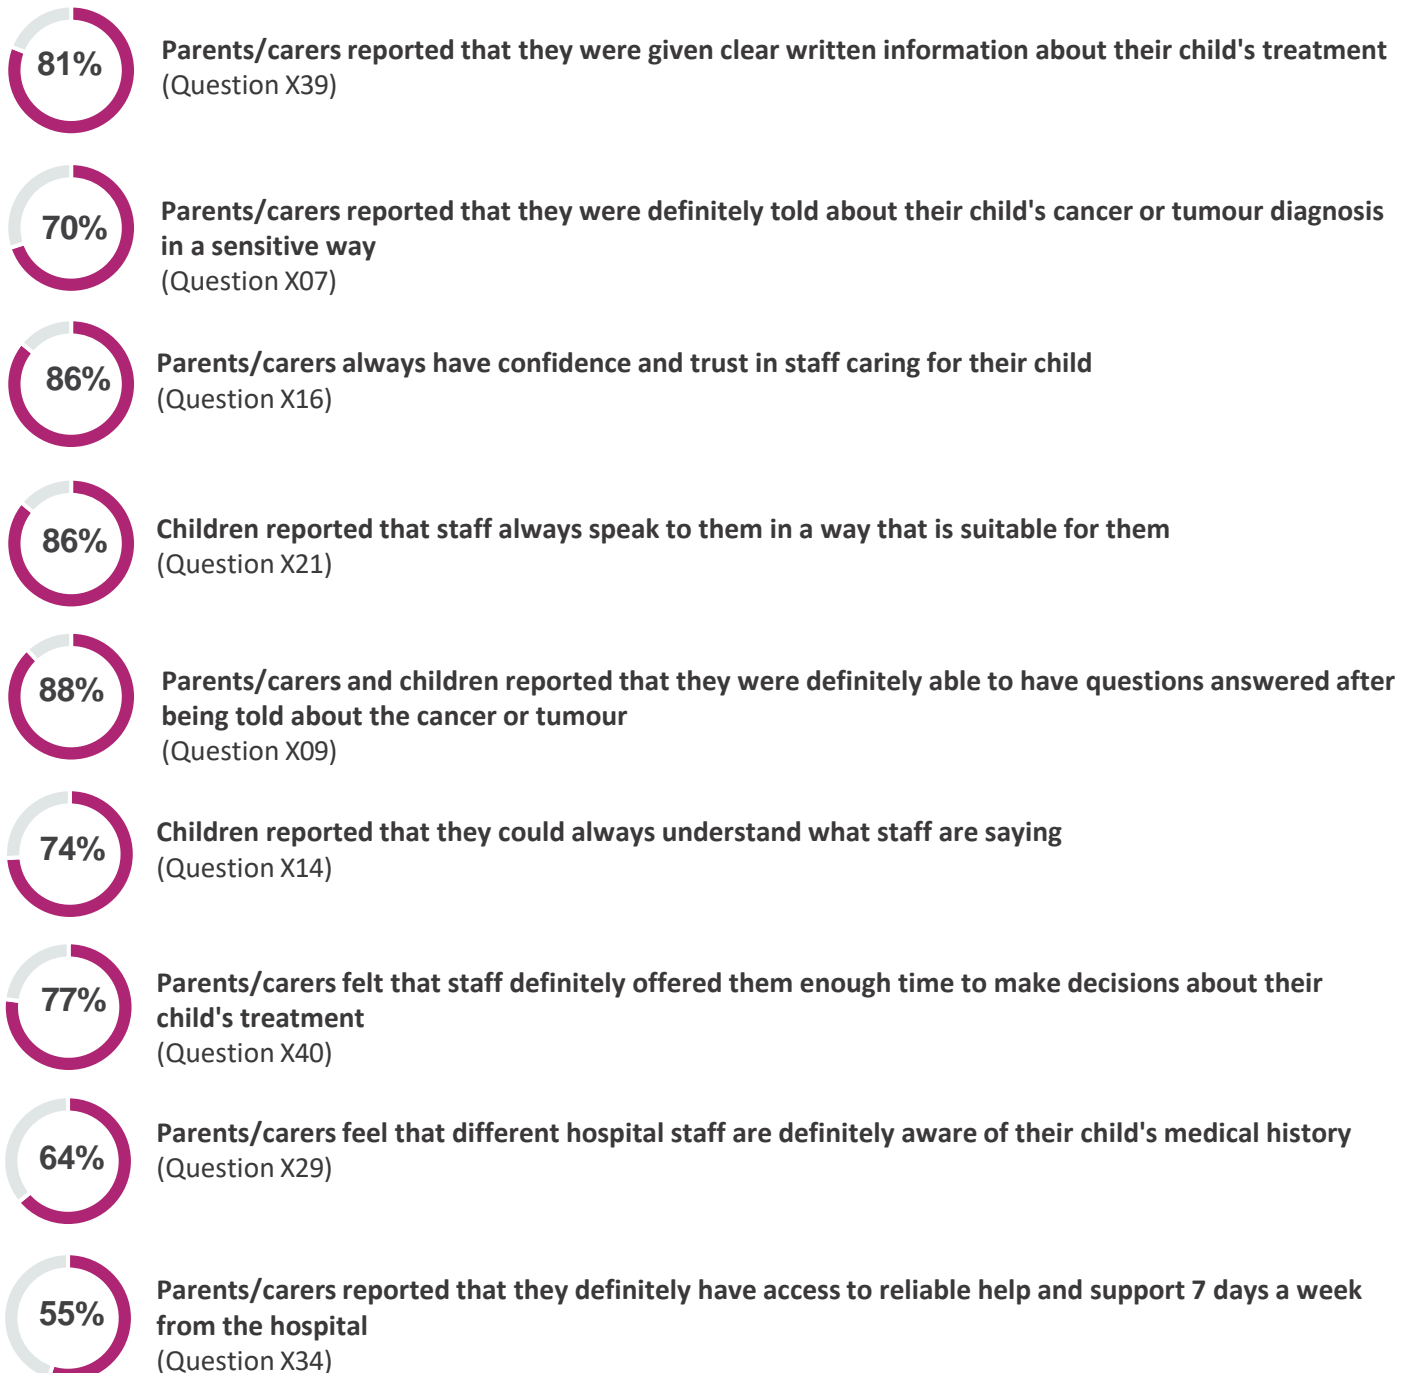 81%
Parents/carers reported that they were given clear written information about their child's treatment
(Question X39)
70%
Parents/carers reported that they were definitely told about their child's cancer or tumour diagnosis
in a sensitive way
(Question X07)
86%
Parents/carers always have confidence and trust in staff caring for their child
(Question X16)
86%
Children reported that staff always speak to them in a way that is suitable for them
(Question X21)
88%
Parents/carers and children reported that they were definitely able to have questions answered after
being told about the cancer or tumour
(Question X09)
74%
Children reported that they could always understand what staff are saying
(Question X14)
77%
Parents/carers felt that staff definitely offered them enough time to make decisions about their
child's treatment
(Question X40)
64%
Parents/carers feel that different hospital staff are definitely aware of their child's medical history
(Question X29)
55%
Parents/carers reported that they definitely have access to reliable help and support 7 days a week
from the hospital
(Question X34)